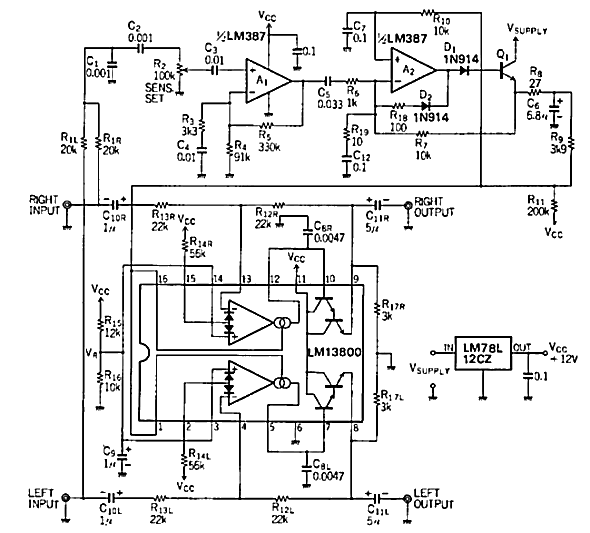 C2
0.001
C1
0.001
R2
100k
SENS.
SET
C3
0.01
½LM387
VCC
0.1
A1
R3
3k3
C4
0.01
R4
91k
R5
330k
C5
0.033
R6
1k
C7
0.1
½LM387
R10
10k
A2
D1
1N914
D2
1N914
R18
100
R19
10
C12
0.1
R7
10k
VSUPPLY
Q1
R8
27
C6
6.8µ
R9
3k9
R11
200k
VCC
R1L
20k
R1R
20k
RIGHT
INPUT
C10R
1µ
R13R
22k
VCC
R14R
56k
R12R
22k
C8R
0.0047
VCC
C11R
5µ
RIGHT
OUTPUT
16 15 14 13 12 11 10 9
VCC
R15
12k
VR
R16
10k
LM13600
R17R
3k
R17L
3k
1 2 3 4 5 6 7 8
C9
1µ
R14L
56k
VCC
C8L
0.0047
IN
LM78L
12CZ
OUT
VSUPPLY
VCC
+12V
0.1
LEFT
INPUT
C10L
1µ
R13L
22k
R12L
22k
C11L
5µ
LEFT
OUTPUT